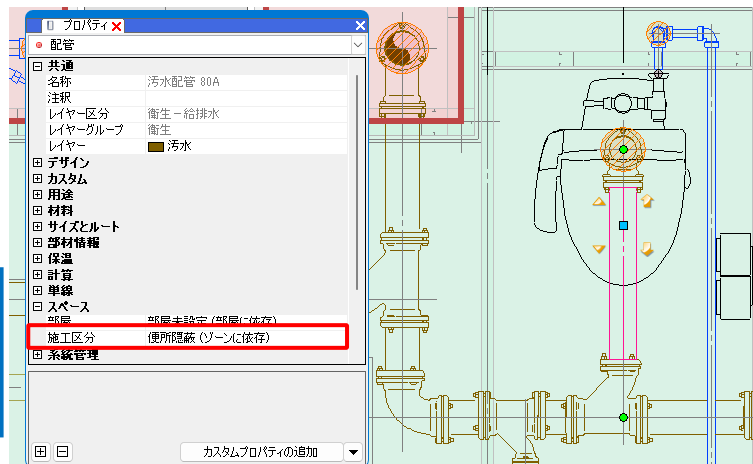 プロパティ
配管
共通
名称 汚水配管 80A
注釈
レイヤー区分 衛生－給排水
レイヤーグループ 衛生
レイヤー 汚水
デザイン
カスタム
用途
材料
サイズとルート
部材情報
保温
計算
単線
スペース
部屋 部屋未設定 (部屋に依存)
施工区分 便所隠蔽 (ゾーンに依存)
系統管理
カスタムプロパティの追加